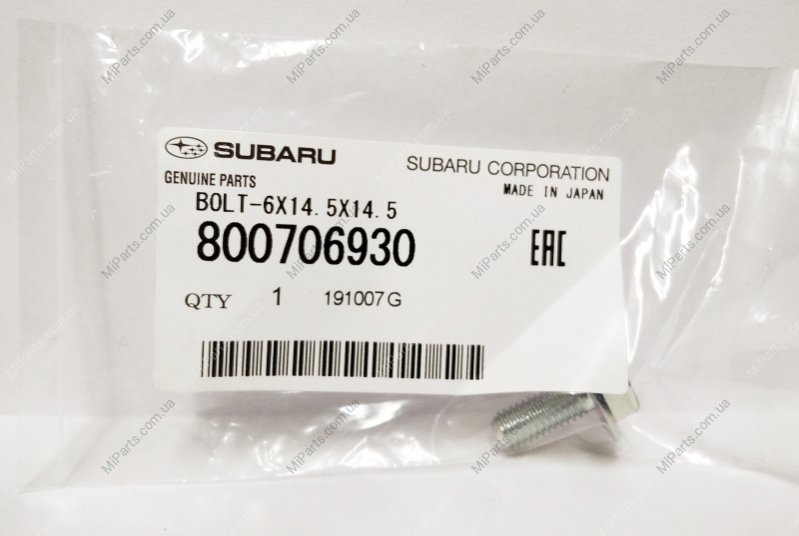 SUBARU
SUBARU CORPORATION
GENUINE PARTS
MADE IN JAPAN
BOLT-6X14.5X14.5
800706930
EAC
QTY 1 191007G
MiParts.com.ua